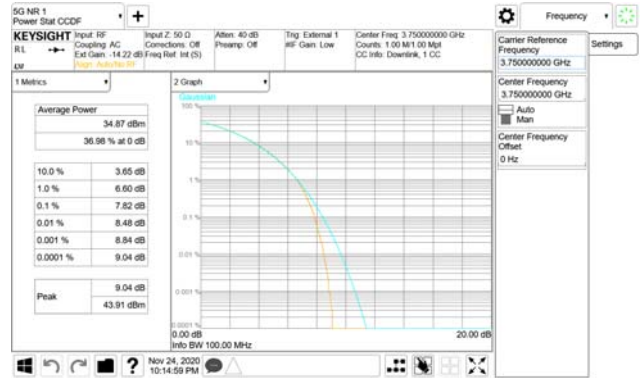 5G NR 1
Power Stat CCDF
Frequency
KEYSIGHT
RL
Input: RF
Coupling: AC
Ext Gain: -14.22 dB
Align: Auto/No RF
Input Z: 50 Ω
Corrections: Off
Freq Ref: Int (S)
Atten: 40 dB
Preamp: Off
Trig: External 1
#IF Gain: Low
Center Freq: 3.750000000 GHz
Counts: 1.00 M/1.00 Mpt
CC Info: Downlink, 1 CC
Carrier Reference
Frequency
3.750000000 GHz
Settings
Center Frequency
3.750000000 GHz
Auto
Man
Center Frequency
Offset
0 Hz
1 Metrics
Average Power
34.87 dBm
36.98 % at 0 dB
10.0 % 3.65 dB
1.0 % 6.60 dB
0.1 % 7.82 dB
0.01 % 8.48 dB
0.001 % 8.84 dB
0.0001 % 9.04 dB
Peak
9.04 dB
43.91 dBm
2 Graph
Gaussian
100 %
10 %
1 %
0.1 %
0.01 %
0.001 %
0.0001 %
0.00 dB
20.00 dB
Info BW 100.00 MHz
Nov 24, 2020
10:14:59 PM